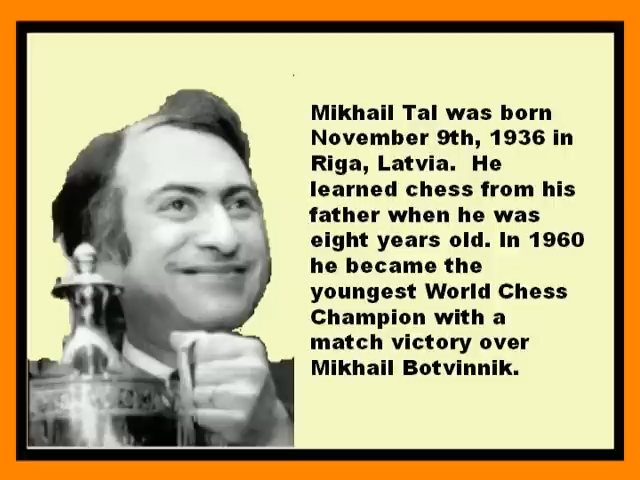 Mikhail Tal was born
November 9th, 1936 in
Riga, Latvia.  He
learned chess from his
father when he was
eight years old. In 1960
he became the
youngest World Chess
Champion with a
match victory over
Mikhail Botvinnik.